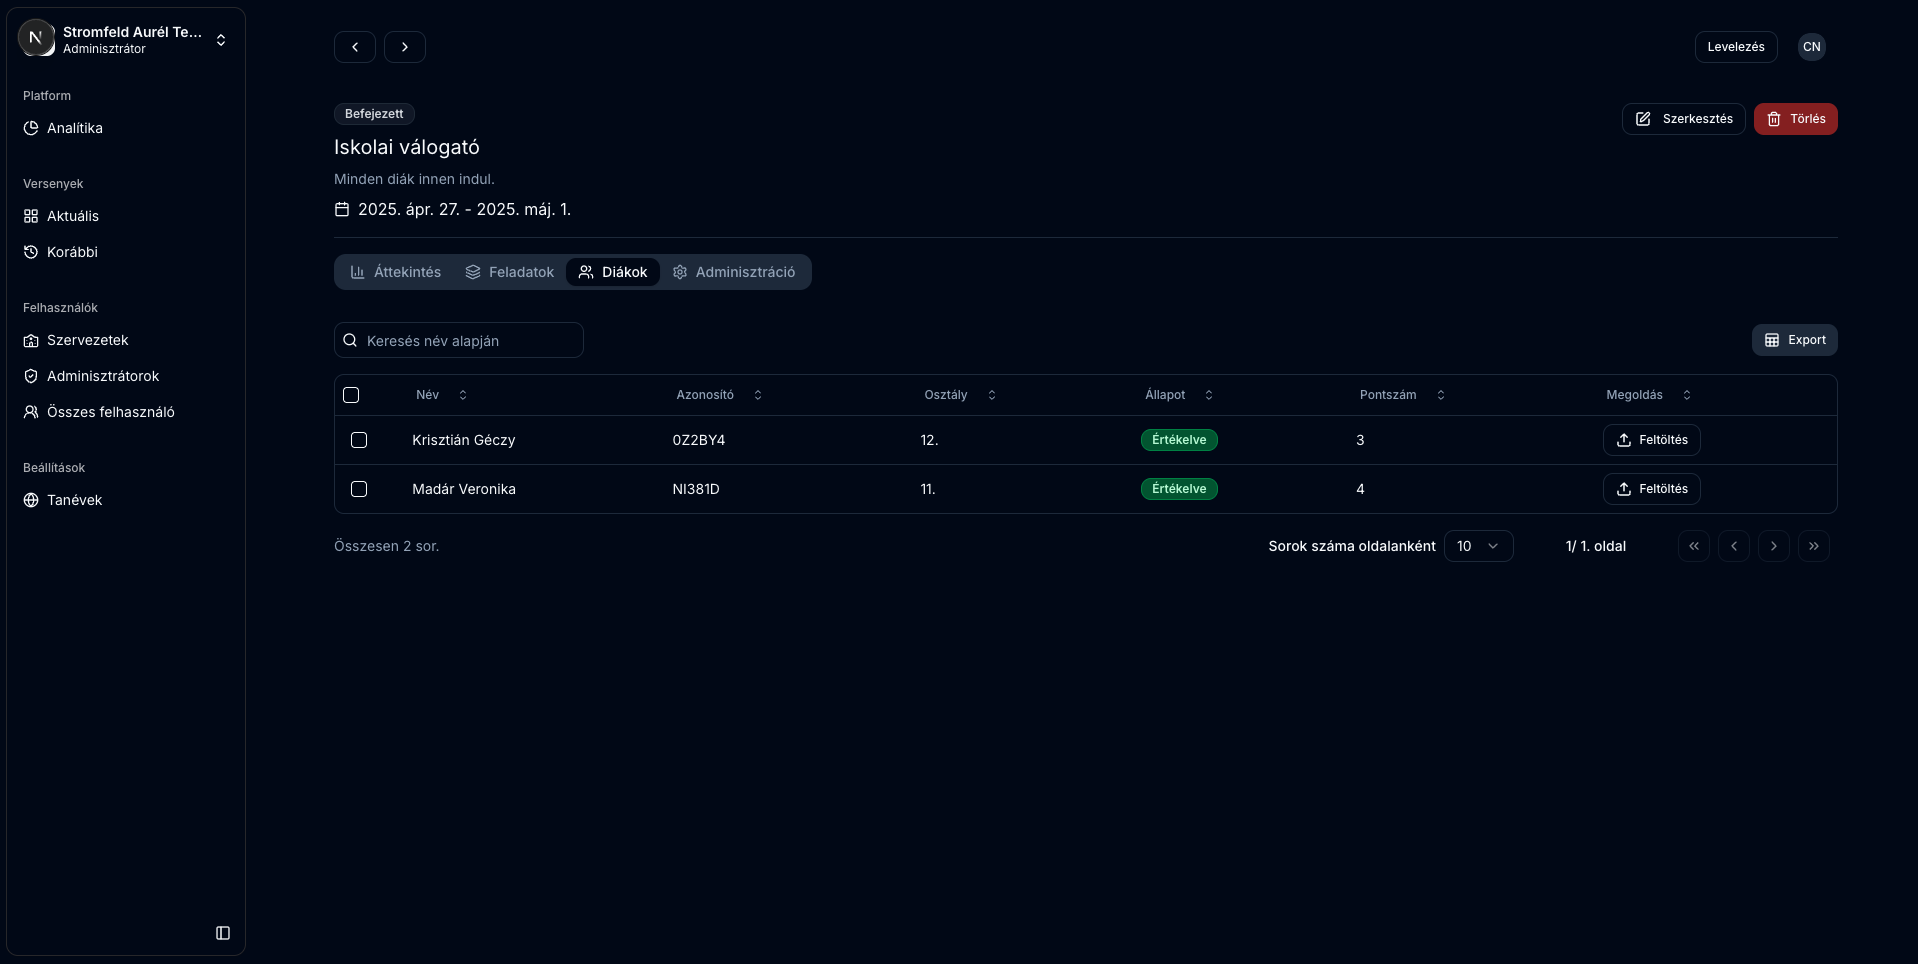 Stromfeld Aurél Te...
Adminisztrátor
Platform
Analítika
Versenyek
Aktuális
Korábbi
Felhasználók
Szervezetek
Adminisztrátorok
Összes felhasználó
Beállítások
Tanévek
Levelezés
CN
Befejezett
Iskolai válogató
Minden diák innen indul.
2025. ápr. 27. - 2025. máj. 1.
Szerkesztés
Törlés
Áttekintés
Feladatok
Diákok
Adminisztráció
Keresés név alapján
Export
Név Azonosító Osztály Állapot Pontszám Megoldás
Krisztián Géczy 0Z2BY4 12. Értékelve 3 Feltöltés
Madár Veronika NI381D 11. Értékelve 4 Feltöltés
Összesen 2 sor.
Sorok száma oldalanként 10
1/ 1. oldal